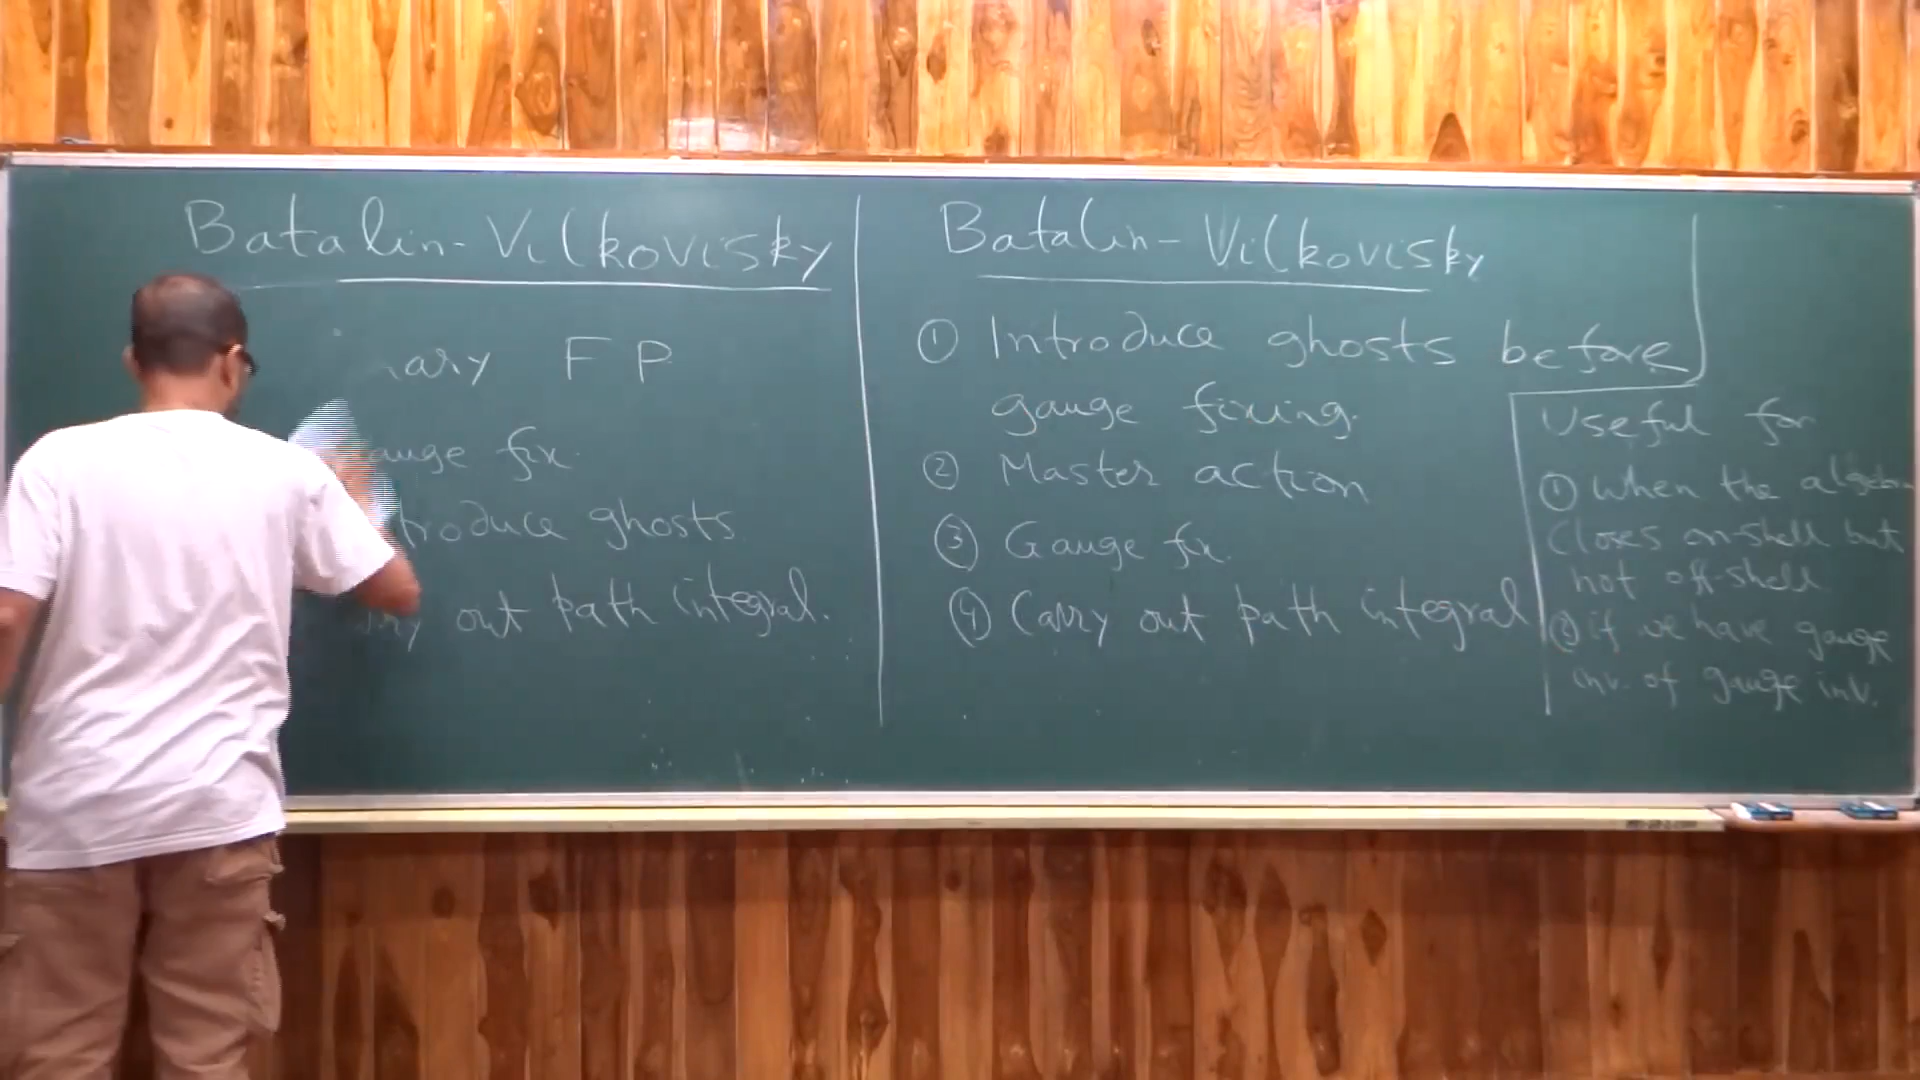 Batalin-Vilkovisky
nary FP
auge fix.
troduce ghosts
out path integral.
Batalin-Vilkovisky
① Introduce ghosts before
gauge fixing.
② Master action
③ Gauge fix.
④ Carry out path integral
Useful for
① When the algebra
closes on-shell but
not off-shell
② if we have gauge
inv. of gauge inv.